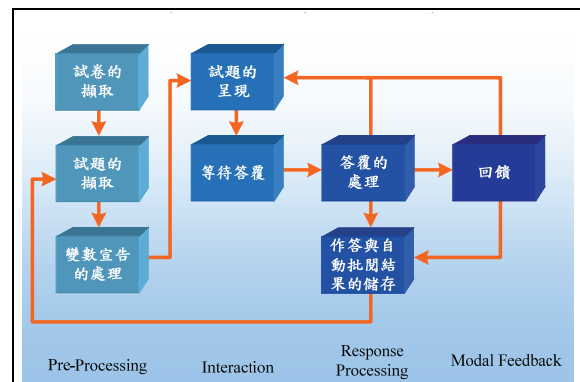 試卷的
擷取
試題的
擷取
變數宣告
的處理
試題的
呈現
等待答覆
答覆的
處理
作答與自
動批閱結
果的儲存
回饋
Pre-Processing
Interaction
Response
Processing
Modal Feedback